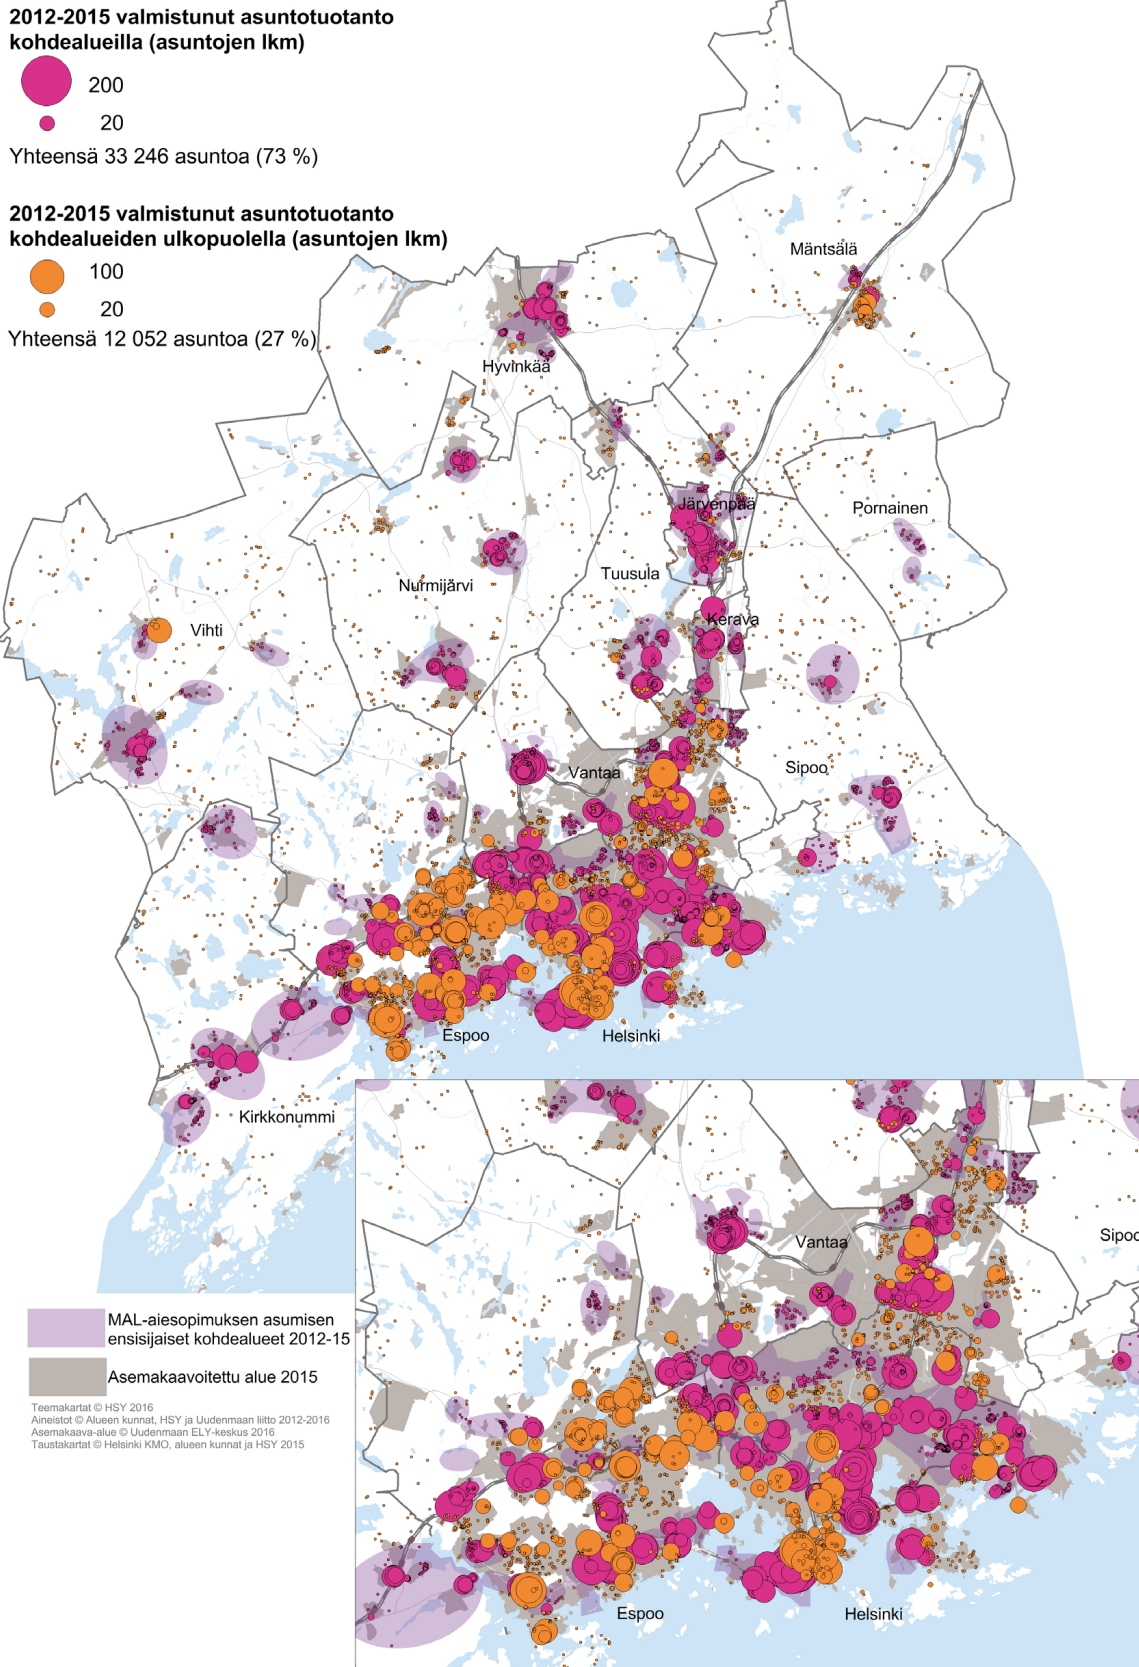 2012-2015 valmistunut asuntotuotanto
kohdealueilla (asuntojen lkm)
200
20
Yhteensä 33 246 asuntoa (73 %)
2012-2015 valmistunut asuntotuotanto
kohdealueiden ulkopuolella (asuntojen lkm)
100
20
Yhteensä 12 052 asuntoa (27 %)
Mäntsälä
Hyvinkää
Järvenpää
Pornainen
Tuusula
Nurmijärvi
Kerava
Vihti
Sipoo
Vantaa
Espoo
Helsinki
Kirkkonummi
Vantaa
Sipoo
Espoo
Helsinki
MAL-aiesopimuksen asumisen
ensisijaiset kohdealueet 2012-15
Asemakaavoitettu alue 2015
Teemakartat © HSY 2016
Aineistot © Alueen kunnat, HSY ja Uudenmaan liitto 2012-2016
Asemakaava-alue © Uudenmaan ELY-keskus 2016
Taustakartat © Helsinki KMO, alueen kunnat ja HSY 2015